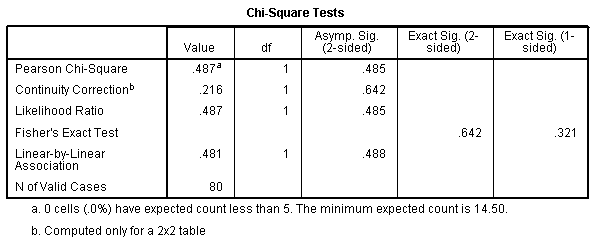 Chi-Square Tests
Value df Asymp. Sig. (2-sided) Exact Sig. (2-sided) Exact Sig. (1-sided)
Pearson Chi-Square .487a 1 .485
Continuity Correctionb .216 1 .642
Likelihood Ratio .487 1 .485
Fisher's Exact Test .642 .321
Linear-by-Linear Association .481 1 .488
N of Valid Cases 80
a. 0 cells (.0%) have expected count less than 5. The minimum expected count is 14.50.
b. Computed only for a 2x2 table